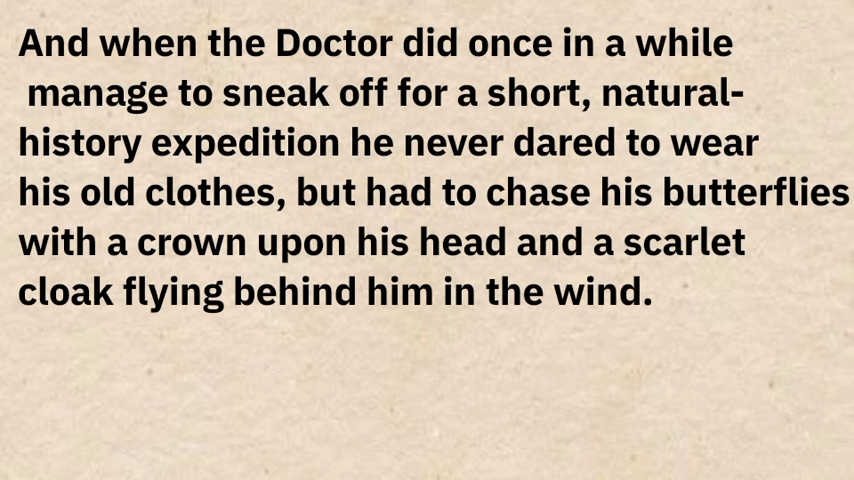 And when the Doctor did once in a while
manage to sneak off for a short, natural-
history expedition he never dared to wear
his old clothes, but had to chase his butterflies
with a crown upon his head and a scarlet
cloak flying behind him in the wind.